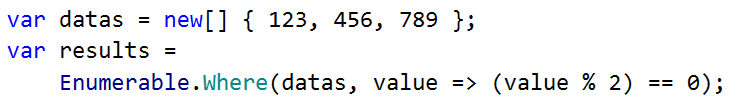 var datas = new[] { 123, 456, 789 };
var results =
    Enumerable.Where(datas, value => (value % 2) == 0);